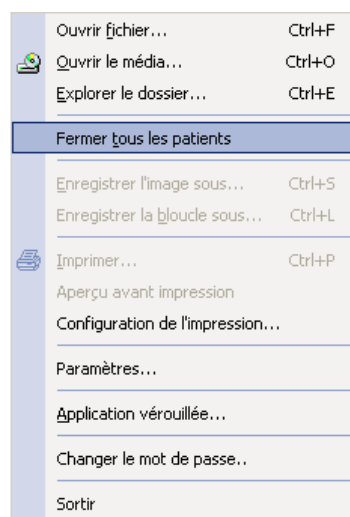 Ouvrir fichier... Ctrl+F
Ouvrir le média... Ctrl+O
Explorer le dossier... Ctrl+E
Fermer tous les patients
Enregistrer l'image sous... Ctrl+S
Enregistrer la bloucle sous... Ctrl+L
Imprimer... Ctrl+P
Aperçu avant impression
Configuration de l'impression...
Paramètres...
Application vérouillée...
Changer le mot de passe..
Sortir